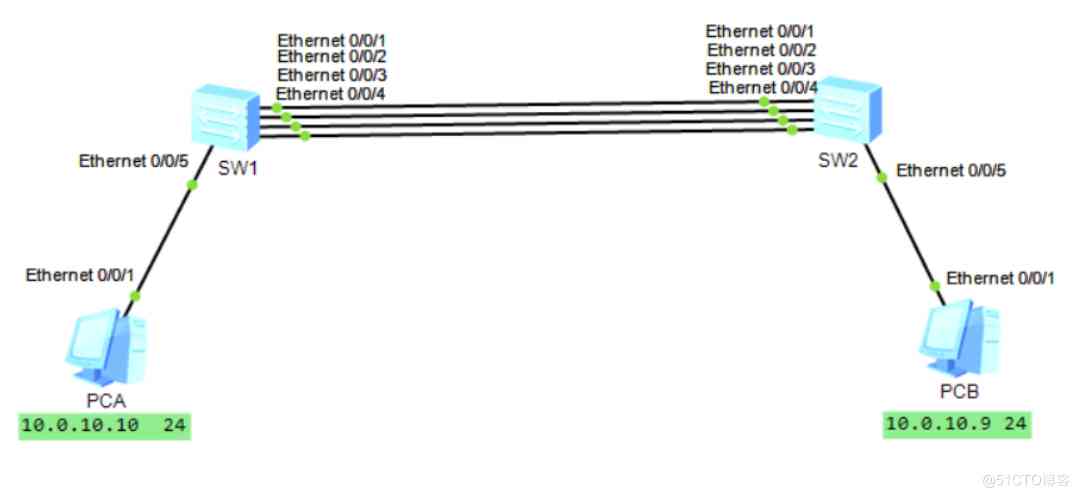 Ethernet 0/0/1
Ethernet 0/0/2
Ethernet 0/0/3
Ethernet 0/0/4
Ethernet 0/0/1
Ethernet 0/0/2
Ethernet 0/0/3
Ethernet 0/0/4
SW1
SW2
Ethernet 0/0/5
Ethernet 0/0/5
Ethernet 0/0/1
Ethernet 0/0/1
PCA
10.0.10.10 24
PCB
10.0.10.9 24
@51CTO博客